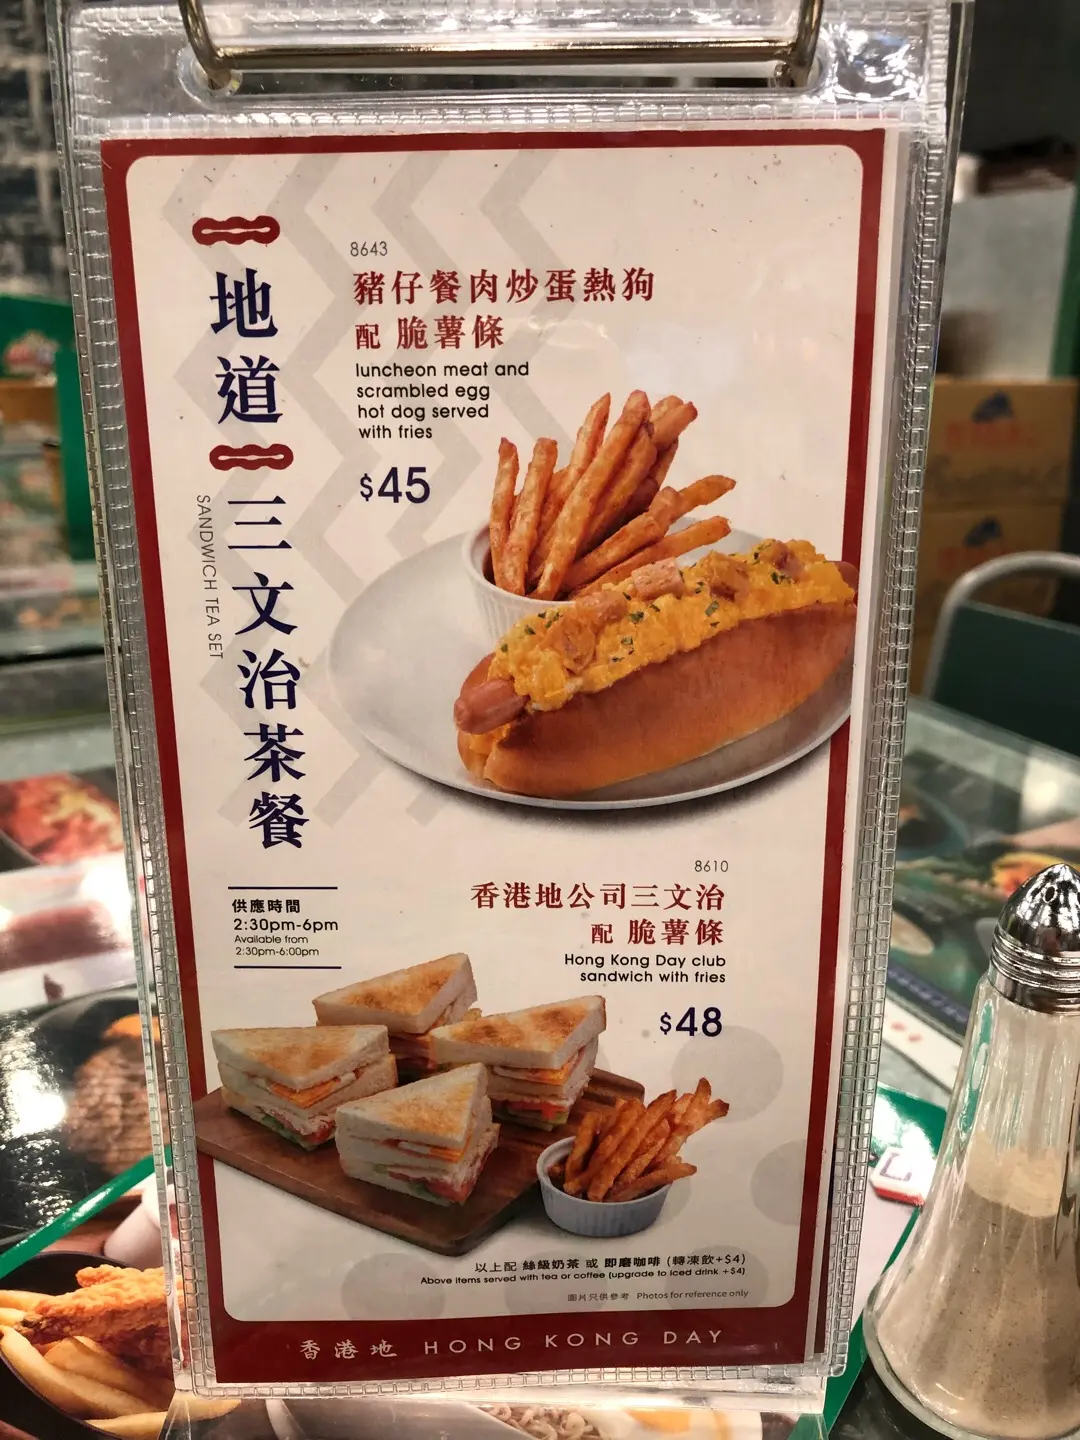 地道
三文治茶餐
SANDWICH TEA SET
8643
豬仔餐肉炒蛋熱狗
配 脆薯條
luncheon meat and
scrambled egg
hot dog served
with fries
$45
供應時間
2:30pm-6pm
Available from
2:30pm-6:00pm
8610
香港地公司三文治
配 脆薯條
Hong Kong Day club
sandwich with fries
$48
以上配 絲級奶茶 或 即磨咖啡 (轉凍飲+$4)
Above items served with tea or coffee (upgrade to iced drink +$4)
圖片只供參考 Photos for reference only
香港地 HONG KONG DAY